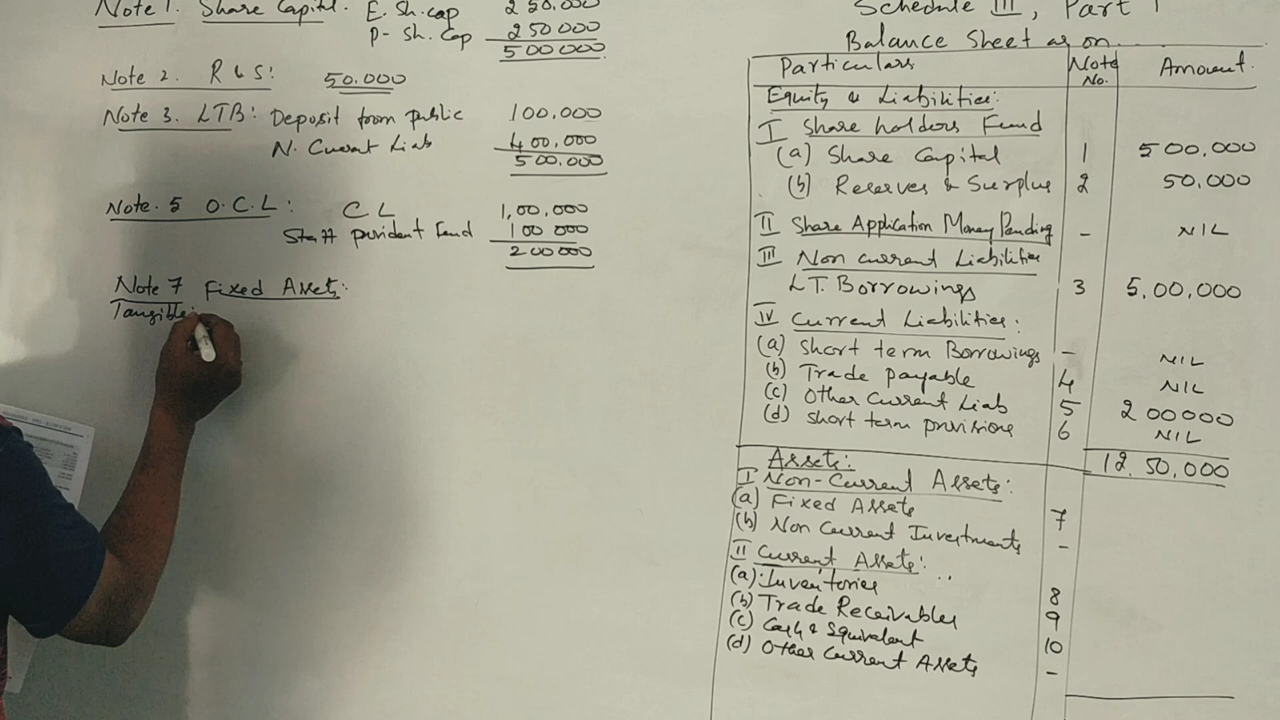 Note 1. Share Capital. E. Sh. cap 250.000
P- Sh. Cap 250000
500000
Note 2. R & S: 50.000
Note 3. LTB: Deposit from public 100,000
N. Curent Liab 400,000
500,000
Note. 5 O.C.L: C L 1,00,000
Staff pvident Fund 100 000
200000
Note 7 Fixed Assets:
Tangible:
Schedule III, Part I
Balance Sheet as on.....
Particulars Note No. Amount.
Equity & Liabilities:
I Share holders Fund
(a) Share Capital 1 500,000
(b) Reserves & Surplus 2 50,000
II Share Application Money Pending - NIL
III Non current Liabilities
LT. Borrowings 3 5,00,000
IV Current Liabilities:
(a) Short term Borrowings - NIL
(b) Trade payable 4 NIL
(c) Other Current Liab 5 200000
(d) Short term pvisions 6 NIL
12,50,000
Assets:
I Non-Current Assets:
(a) Fixed Assets 7
(b) Non Current Investments -
II Current Assets:
(a) Inventories 8
(b) Trade Receivables 9
(c) Cash & Equivalent 10
(d) Other Current Assets -